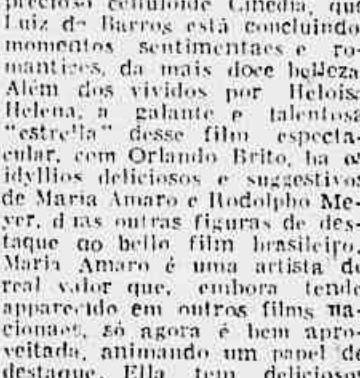 precioso celluloide Cinédia, que
Luiz de Barros está concluindo
momentos sentimentaes e ro-
manticos, da mais doce belleza.
Além dos vividos por Heloisa
Helena, a galante e talentosa
"estrella" desse film especta-
cular, com Orlando Brito, ha os
idyllios deliciosos e suggestivos
de Maria Amaro e Rodolpho Me-
yer, duas outras figuras de des-
taque do bello film brasileiro.
Maria Amaro é uma artista de
real valor que, embora tendo
apparecido em outros films na-
cionaes, só agora é bem apro-
veitada, animando um papel de
destaque. Ella tem deliciosos